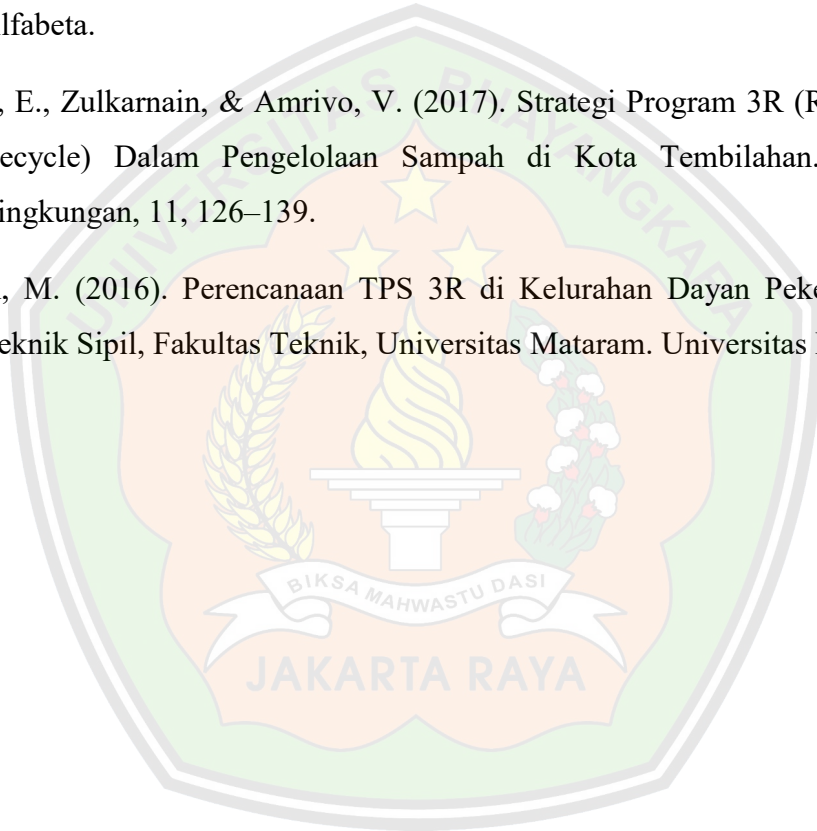 lfabeta.
, E., Zulkarnain, & Amrivo, V. (2017). Strategi Program 3R (R
ecycle) Dalam Pengelolaan Sampah di Kota Tembilahan.
ingkungan, 11, 126–139.
, M. (2016). Perencanaan TPS 3R di Kelurahan Dayan Peke
eknik Sipil, Fakultas Teknik, Universitas Mataram. Universitas
UNIVERSITAS BHAYANGKARA
BIKSA MAHWASTU DASI
JAKARTA RAYA